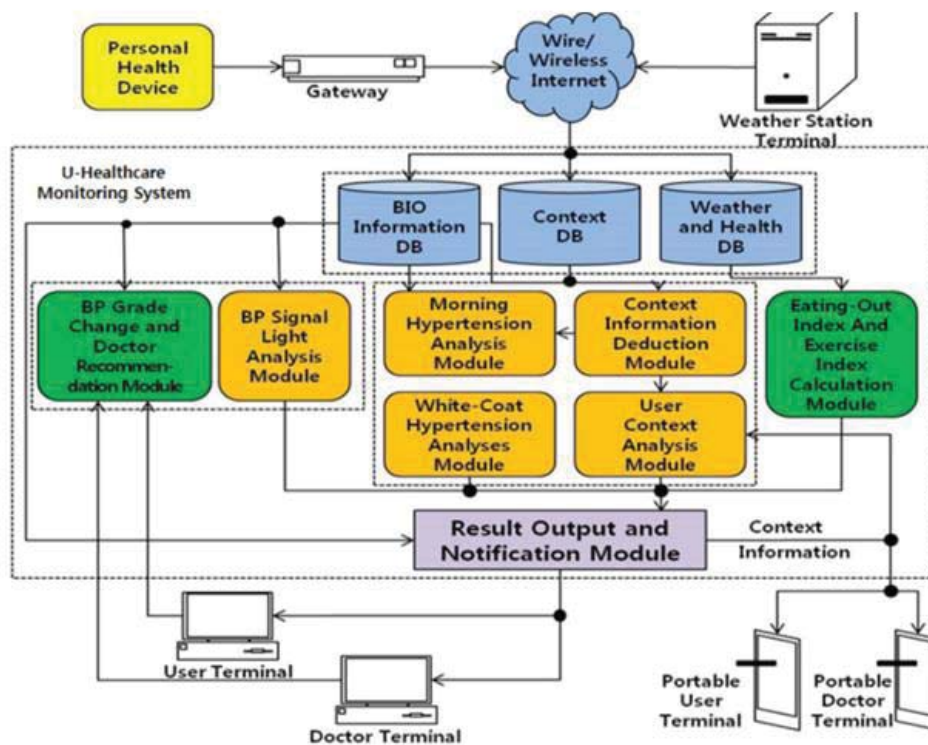 Personal
Health
Device
Gateway
Wire/
Wireless
Internet
Weather Station
Terminal
U-Healthcare
Monitoring System
BIO
Information
DB
Context
DB
Weather
and Health
DB
BP Grade
Change and
Doctor
Recommen-
dation Module
BP Signal
Light
Analysis
Module
Morning
Hypertension
Analysis
Module
Context
Information
Deduction
Module
Eating-Out
Index And
Exercise
Index
Calculation
Module
White-Coat
Hypertension
Analyses
Module
User
Context
Analysis
Module
Result Output and
Notification Module
Context
Information
User Terminal
Doctor Terminal
Portable
User
Terminal
Portable
Doctor
Terminal